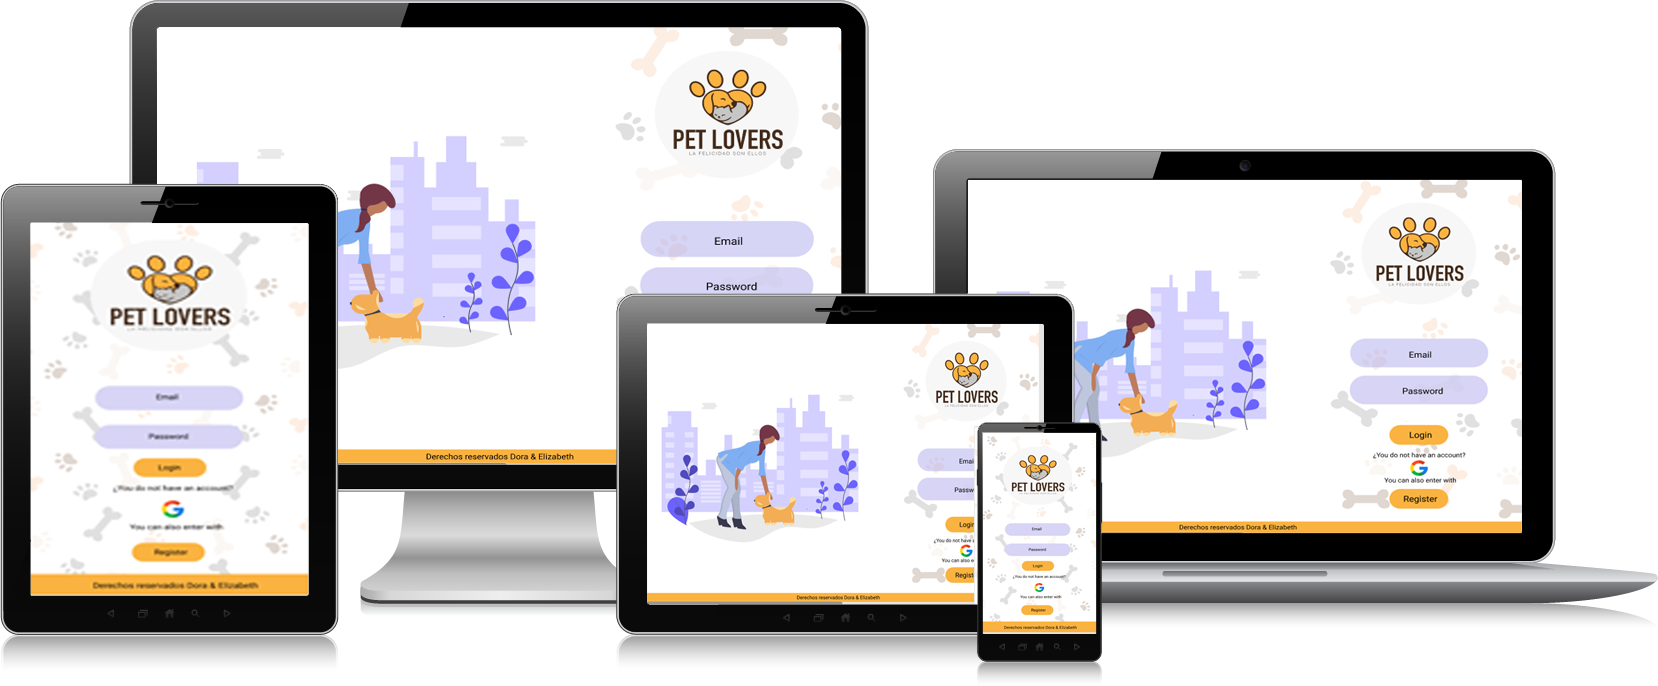 PET LOVERS
LA FELICIDAD SON ELLOS
Email
Password
Derechos reservados Dora & Elizabeth
PET LOVERS
Email
Password
Login
¿You do not have an account?
You can also enter with
Register
Derechos reservados Dora & Elizabeth
PET LOVERS
LA FELICIDAD SON ELLOS
Email
Password
Login
¿You do not have an account?
You can also enter with
Register
Derechos reservados Dora & Elizabeth
PET LOVERS
LA FELICIDAD SON ELLOS
Emai
Passw
Login
¿You do not have a
You can also en
Regist
Derechos reservados Dora & Elizabeth
PET LOVERS
Email
Password
Login
¿You do not have an account?
You can also enter with
Register
Derechos reservados Dora & Elizabeth